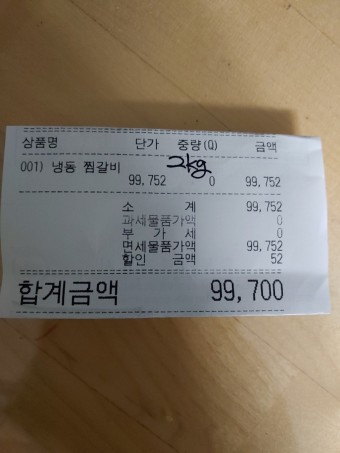 상품명 단가 중량(Q) 금액
001) 냉동 찜갈비 2kg
99,752 0 99,752
소 계 99,752
과세물품가액 0
부 가 세 0
면세물품가액 99,752
할인 금액 52
합계금액 99,700